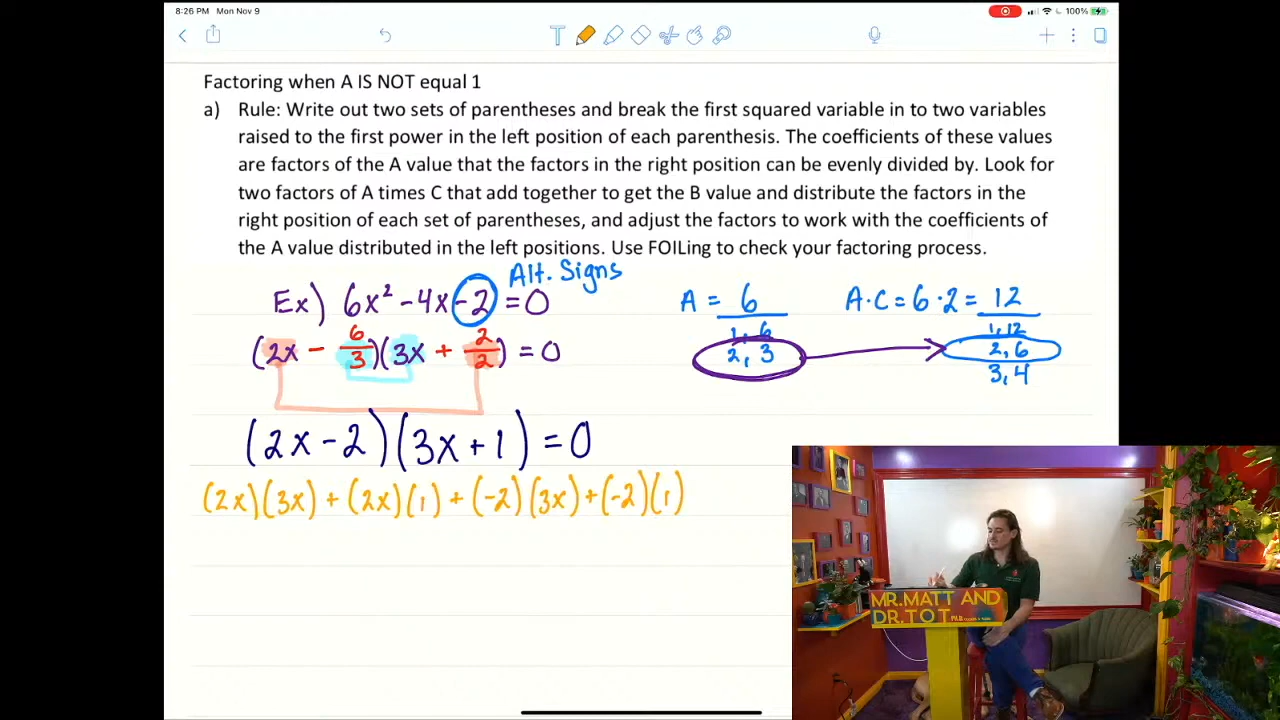 8:26 PM Mon Nov 9
100%
Factoring when A IS NOT equal 1
a) Rule: Write out two sets of parentheses and break the first squared variable in to two variables
raised to the first power in the left position of each parenthesis. The coefficients of these values
are factors of the A value that the factors in the right position can be evenly divided by. Look for
two factors of A times C that add together to get the B value and distribute the factors in the
right position of each set of parentheses, and adjust the factors to work with the coefficients of
the A value distributed in the left positions. Use FOILing to check your factoring process.
Alt. Signs
Ex) 6x² -4x -2 = 0
(2x - 6/3)(3x + 2/2) = 0
(2x - 2)(3x + 1) = 0
(2x)(3x) + (2x)(1) + (-2)(3x) + (-2)(1)
A = 6
1, 6
2, 3
A·C = 6·2 = 12
1, 12
2, 6
3, 4
MR. MATT AND
DR. TOT